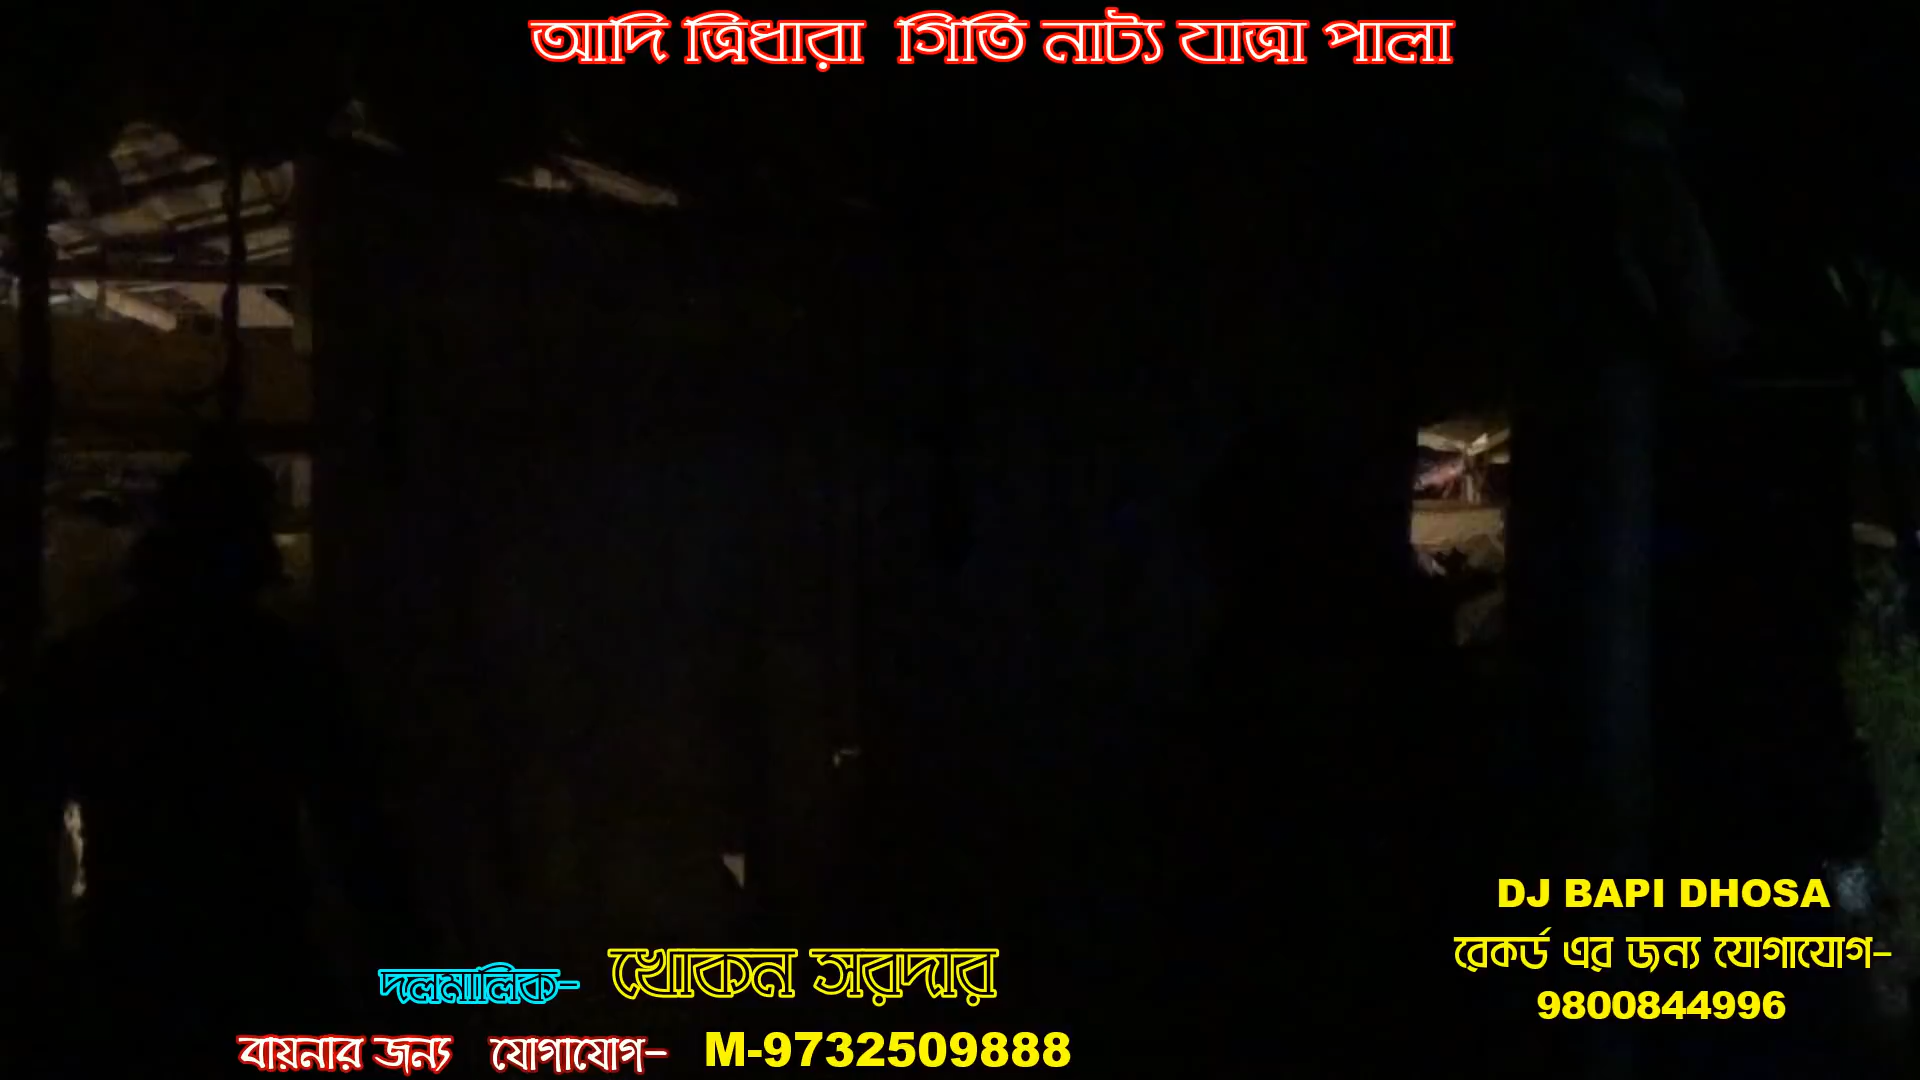 আদি ত্রিধারা গিতি নাট্য যাত্রা পালা
DJ BAPI DHOSA
রেকর্ড এর জন্য যোগাযোগ-
9800844996
দলমালিক- খোকন সরদার
বায়নার জন্য যোগাযোগ- M-9732509888